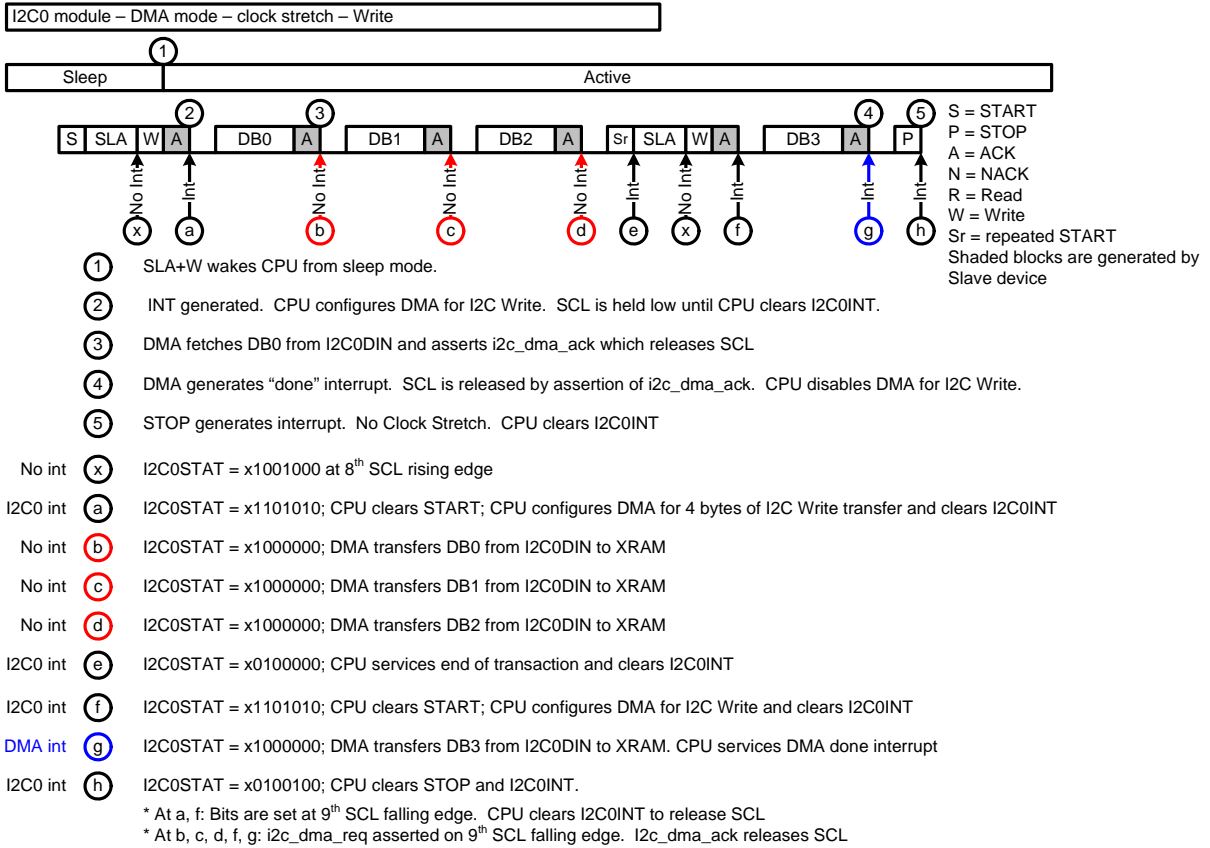 I2C0 module – DMA mode – clock stretch – Write
1
Sleep
Active
2
3
4
5
S SLA W A DB0 A DB1 A DB2 A Sr SLA W A DB3 A P
No Int
Int
No Int
No Int
No Int
Int
No Int
Int
Int
Int
x a b c d e x f g h
S = START
P = STOP
A = ACK
N = NACK
R = Read
W = Write
Sr = repeated START
Shaded blocks are generated by
Slave device
1 SLA+W wakes CPU from sleep mode.
2 INT generated. CPU configures DMA for I2C Write. SCL is held low until CPU clears I2C0INT.
3 DMA fetches DB0 from I2C0DIN and asserts i2c_dma_ack which releases SCL
4 DMA generates “done” interrupt. SCL is released by assertion of i2c_dma_ack. CPU disables DMA for I2C Write.
5 STOP generates interrupt. No Clock Stretch. CPU clears I2C0INT
No int x I2C0STAT = x1001000 at 8th SCL rising edge
I2C0 int a I2C0STAT = x1101010; CPU clears START; CPU configures DMA for 4 bytes of I2C Write transfer and clears I2C0INT
No int b I2C0STAT = x1000000; DMA transfers DB0 from I2C0DIN to XRAM
No int c I2C0STAT = x1000000; DMA transfers DB1 from I2C0DIN to XRAM
No int d I2C0STAT = x1000000; DMA transfers DB2 from I2C0DIN to XRAM
I2C0 int e I2C0STAT = x0100000; CPU services end of transaction and clears I2C0INT
I2C0 int f I2C0STAT = x1101010; CPU clears START; CPU configures DMA for I2C Write and clears I2C0INT
DMA int g I2C0STAT = x1000000; DMA transfers DB3 from I2C0DIN to XRAM. CPU services DMA done interrupt
I2C0 int h I2C0STAT = x0100100; CPU clears STOP and I2C0INT.
* At a, f: Bits are set at 9th SCL falling edge. CPU clears I2C0INT to release SCL
* At b, c, d, f, g: i2c_dma_req asserted on 9th SCL falling edge. I2c_dma_ack releases SCL